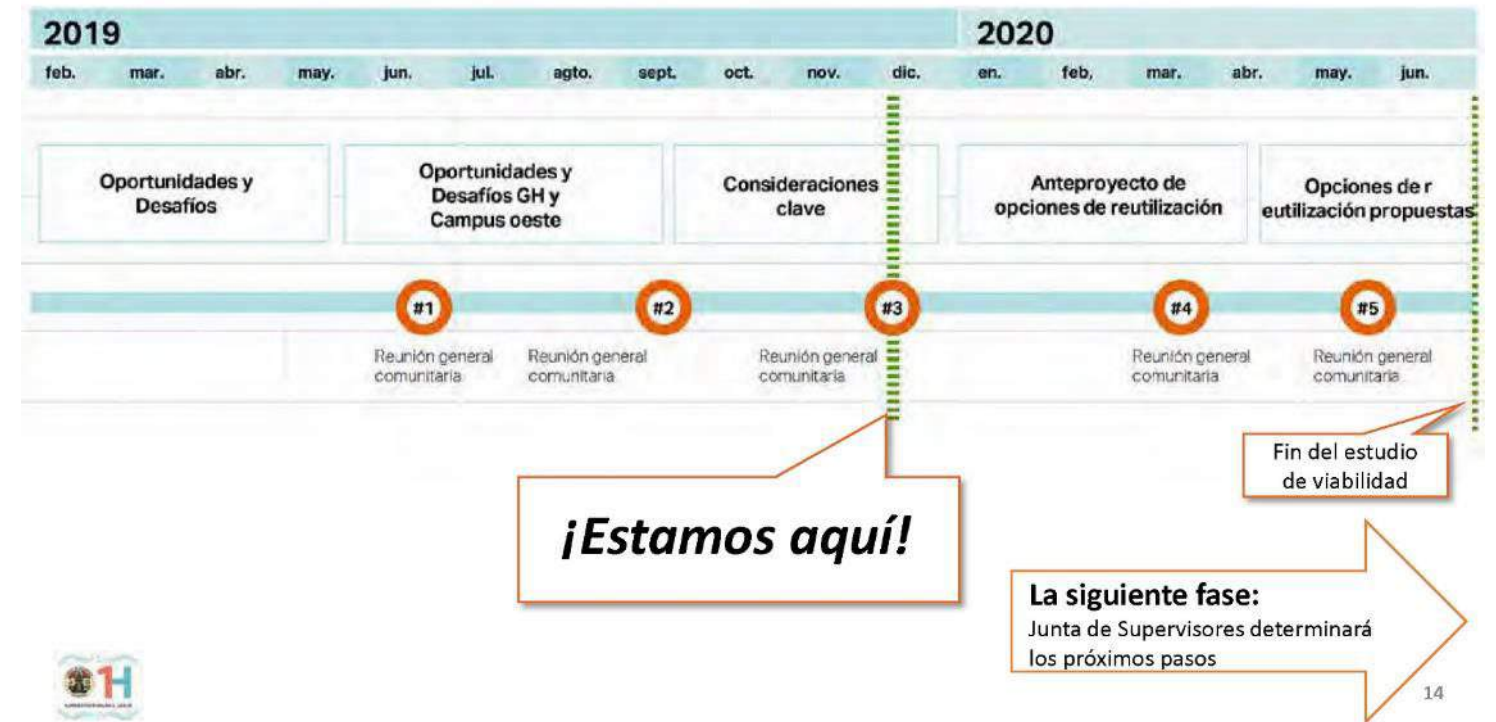 2019
2020
feb. mar. abr. may. jun. jul. agto. sept. oct. nov. dic. en. feb, mar. abr. may. jun.
Oportunidades y
Desafíos
Oportunidades y
Desafíos GH y
Campus oeste
Consideraciones
clave
Anteproyecto de
opciones de reutilización
Opciones de r
eutilización propuestas
#1
#2
#3
#4
#5
Reunión general
comunitaria
Reunión general
comunitaria
Reunión general
comunitaria
Reunión general
comunitaria
Reunión general
comunitaria
Fin del estudio
de viabilidad
¡Estamos aquí!
La siguiente fase:
Junta de Supervisores determinará
los próximos pasos
1H
14